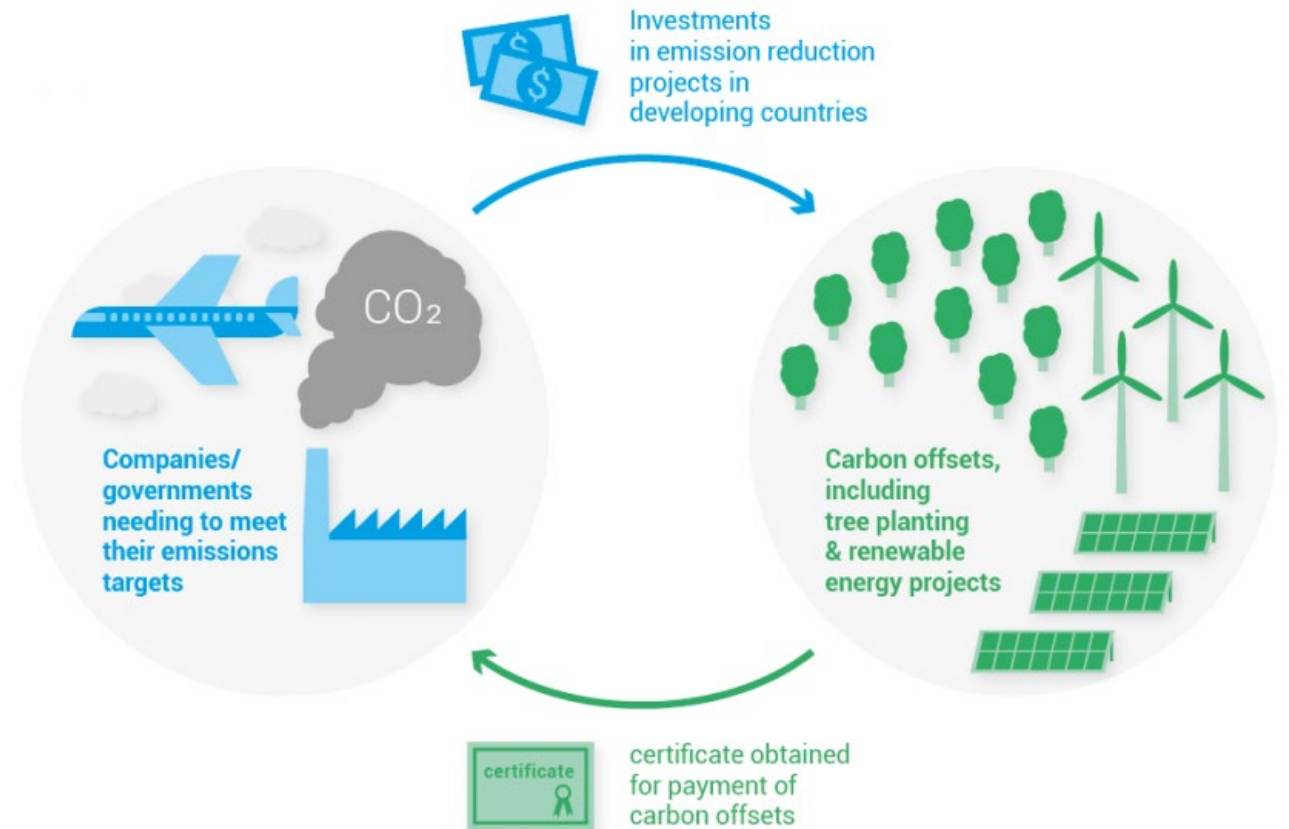 Investments
in emission reduction
projects in
developing countries
$
$
CO₂
Companies/
governments
needing to meet
their emissions
targets
Carbon offsets,
including
tree planting
& renewable
energy projects
certificate
certificate obtained
for payment of
carbon offsets